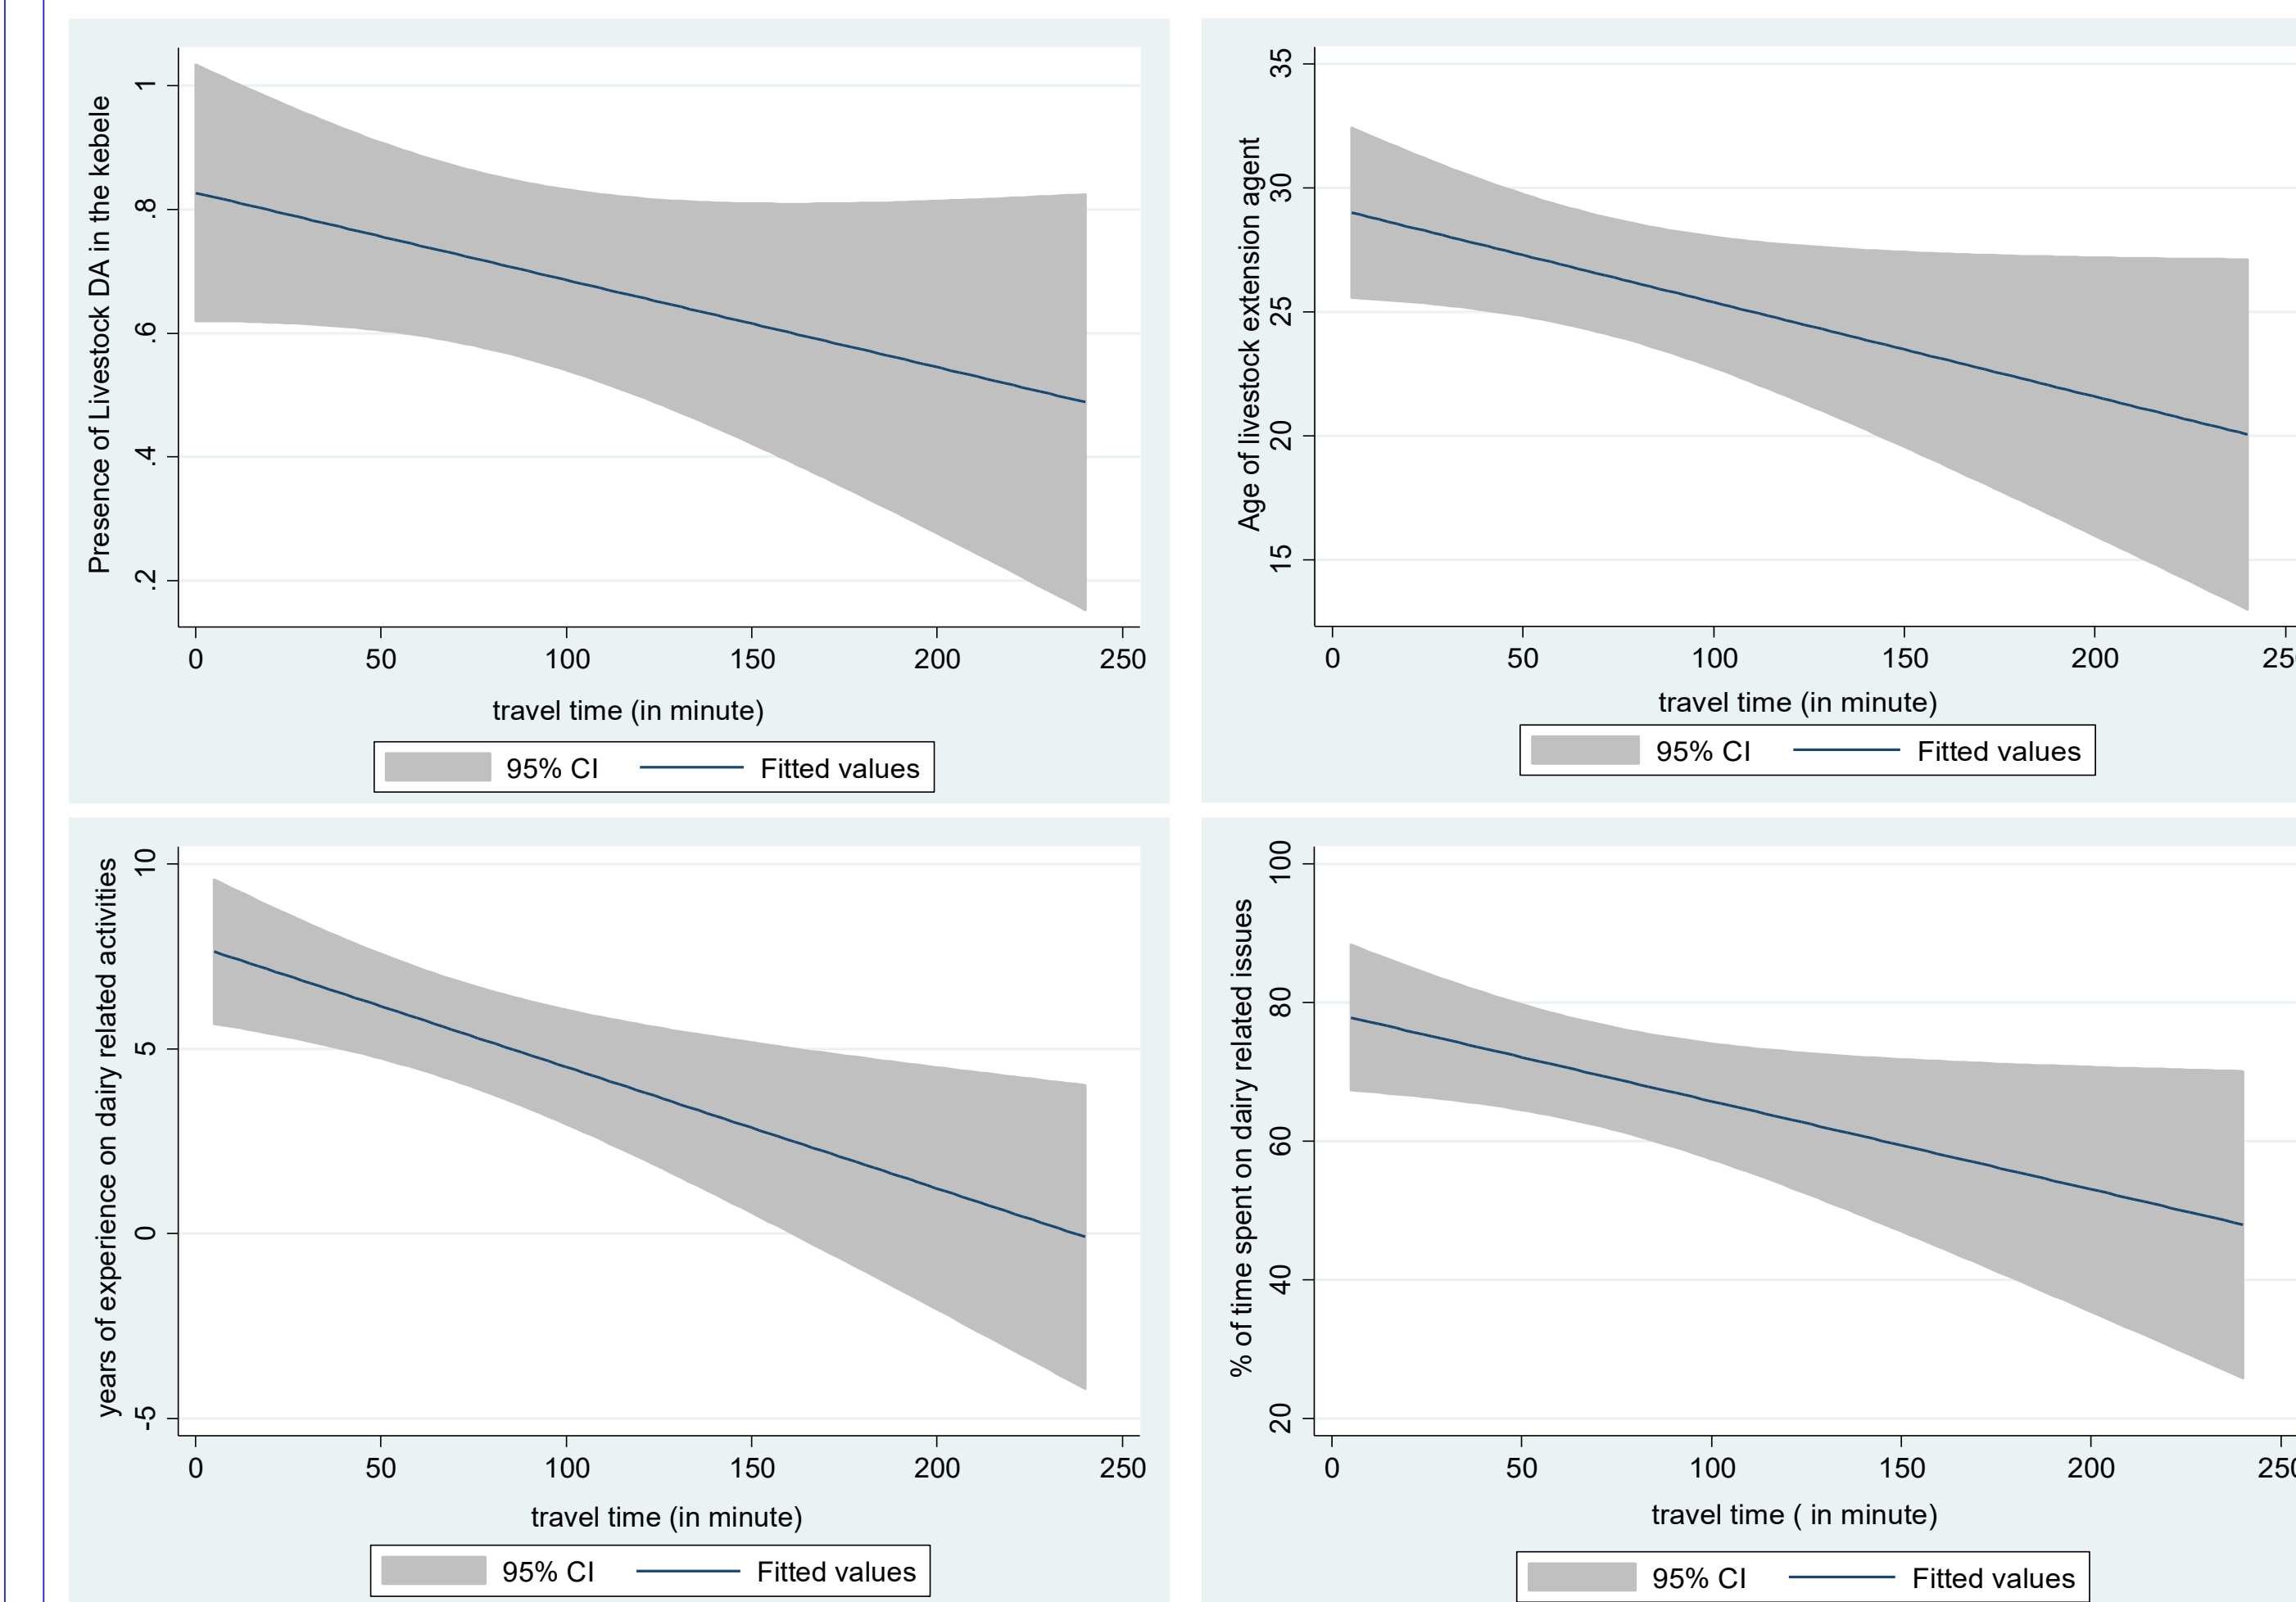 Presence of Livestock DA in the kebele
1
.8
.6
.4
.2
0 50 100 150 200 250
travel time (in minute)
95% CI Fitted values
Age of livestock extension agent
35
30
25
20
15
0 50 100 150 200 25
travel time (in minute)
95% CI Fitted values
years of experience on dairy related activities
10
5
0
-5
0 50 100 150 200 250
travel time (in minute)
95% CI Fitted values
% of time spent on dairy related issues
100
80
60
40
20
0 50 100 150 200 250
travel time ( in minute)
95% CI Fitted values